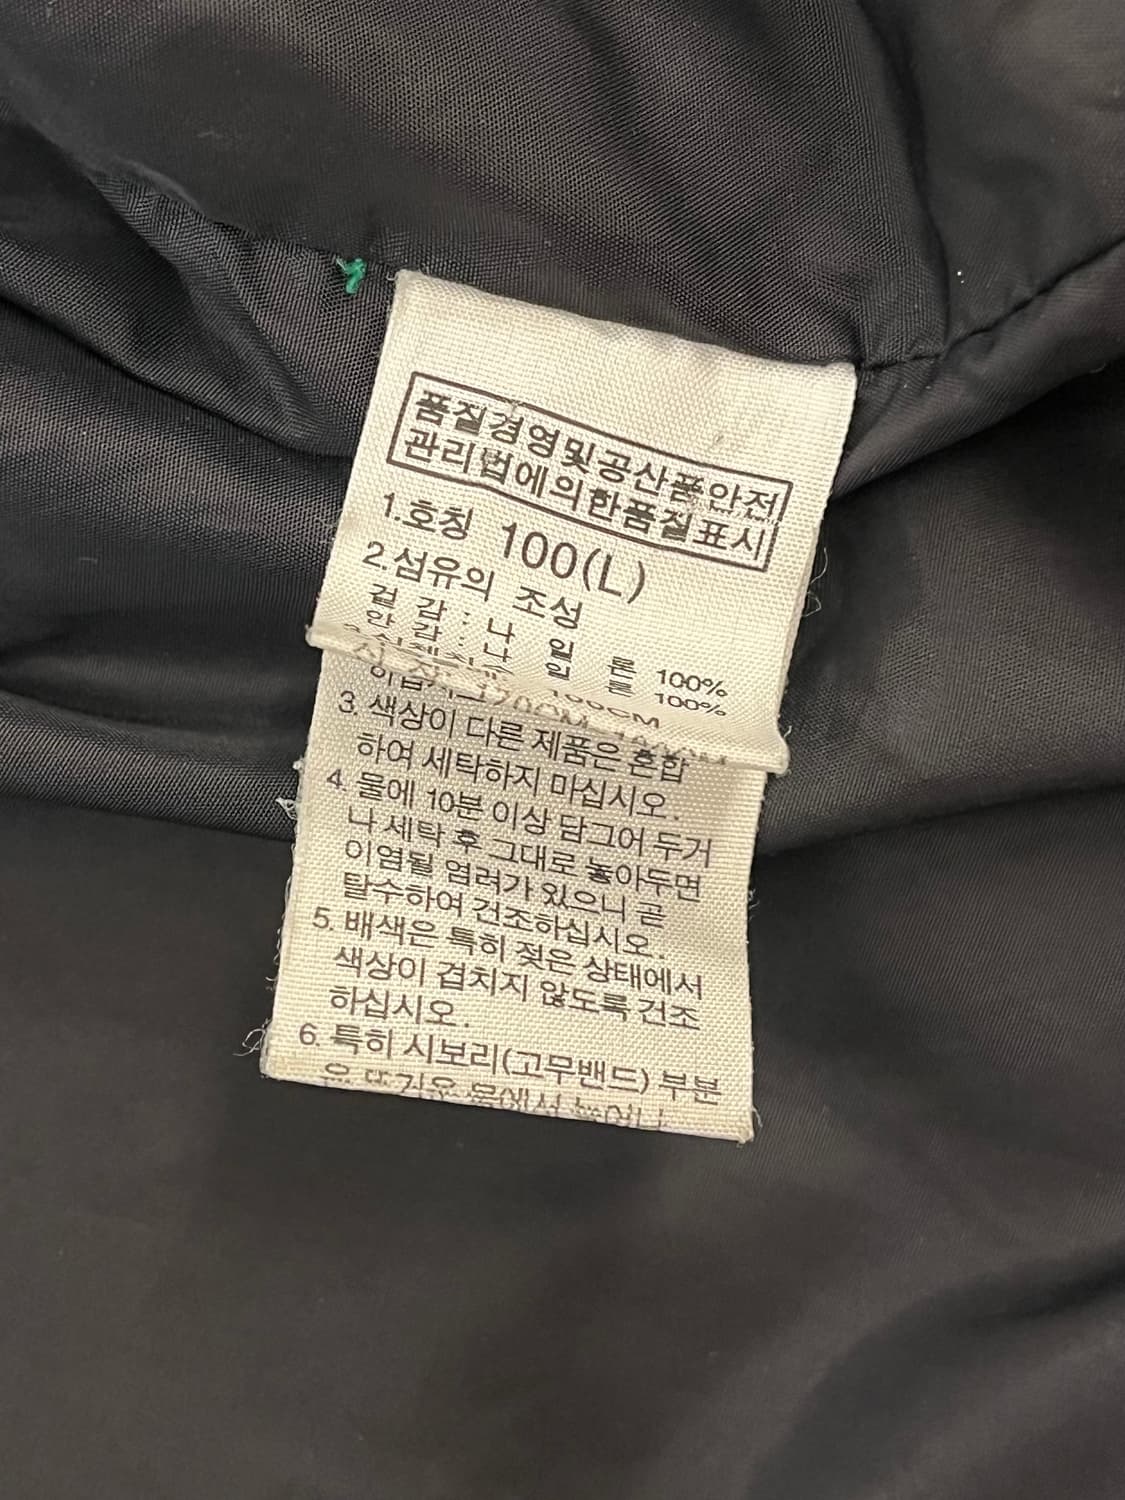 품질경영및공산품안전
관리법에의한품질표시
1.호칭 100(L)
2.섬유의 조성
겉 감 : 나 일 론 100%
안 감 : 나 일 론 100%
3. 색상이 다른 제품은 혼합
하여 세탁하지 마십시오.
4. 물에 10분 이상 담그어 두거
나 세탁 후 그대로 놓아두면
이염될 염려가 있으니 곧
탈수하여 건조하십시오.
5. 배색은 특히 젖은 상태에서
색상이 겹치지 않도록 건조
하십시오.
6. 특히 시보리(고무밴드) 부분
은 뜨거운 물에서